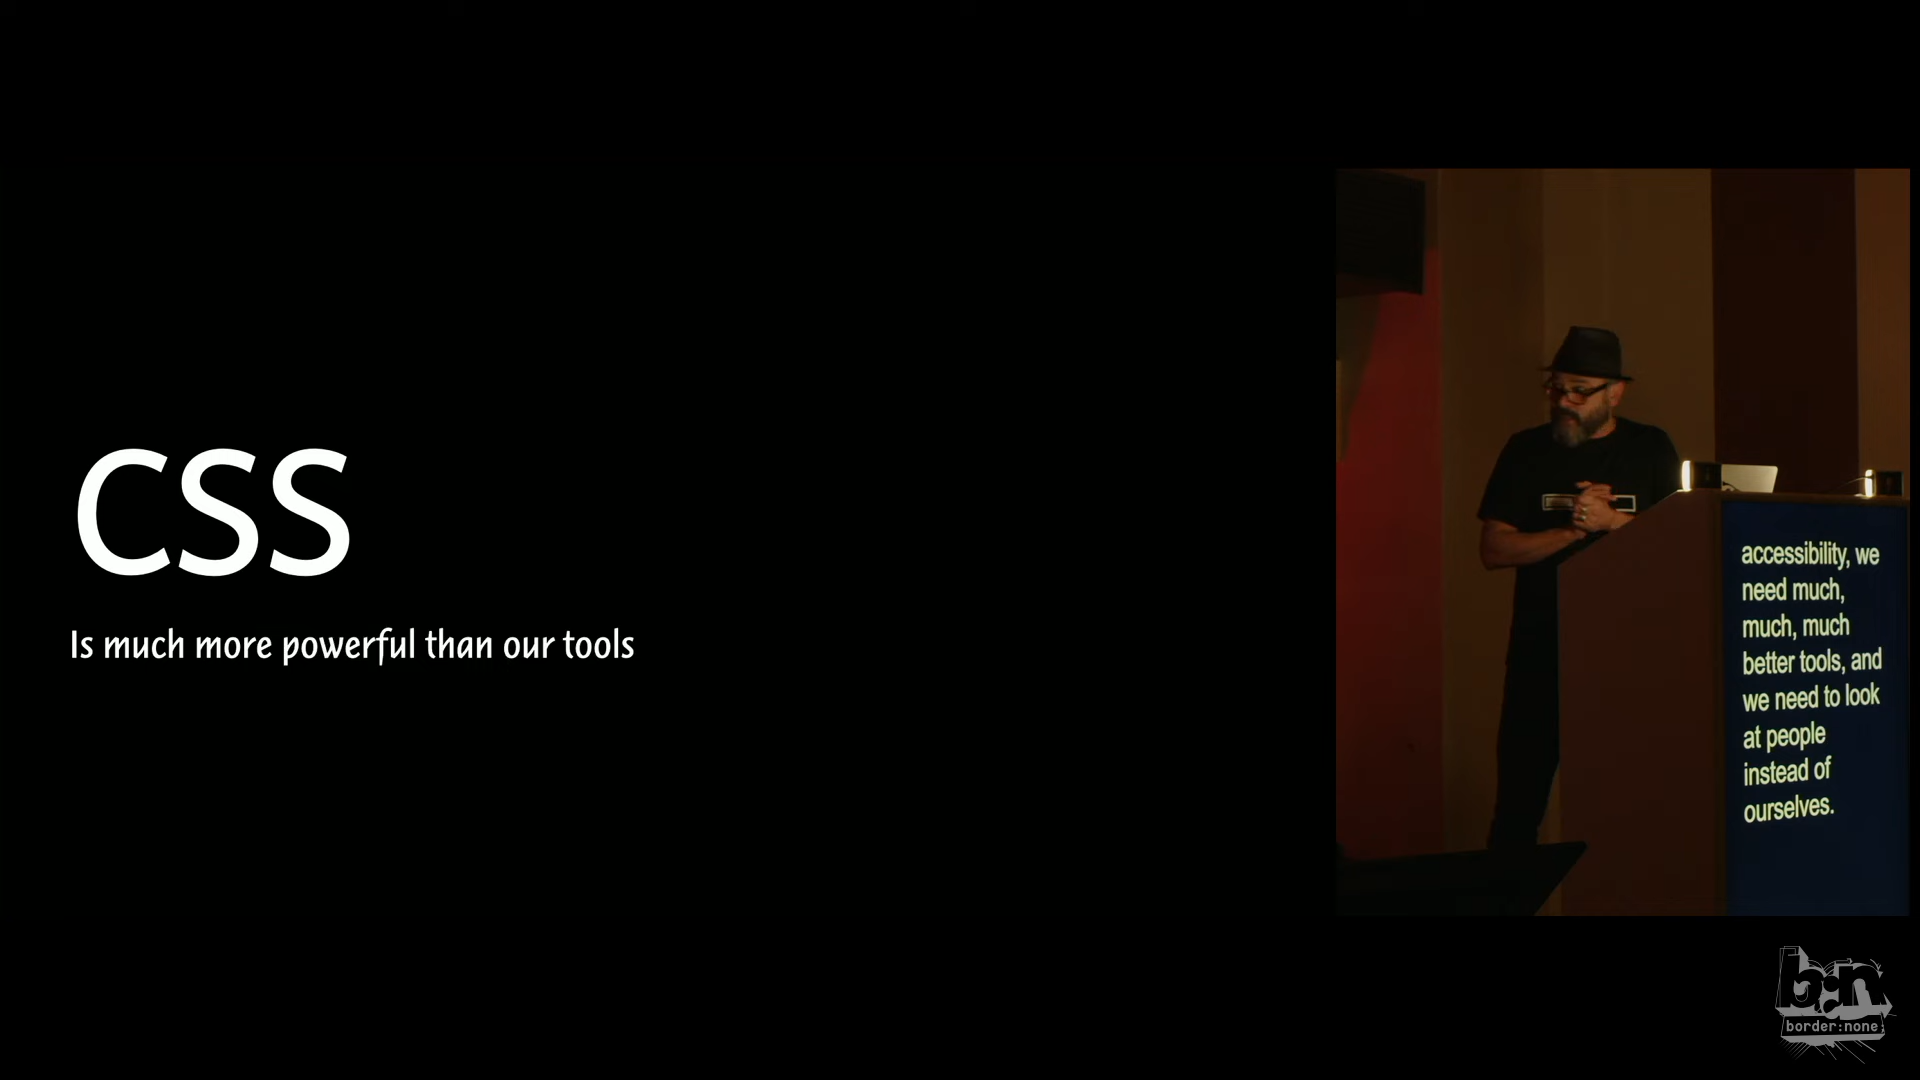 CSS
Is much more powerful than our tools
accessibility, we
need much,
much, much
better tools, and
we need to look
at people
instead of
ourselves.
b:n
border:none;